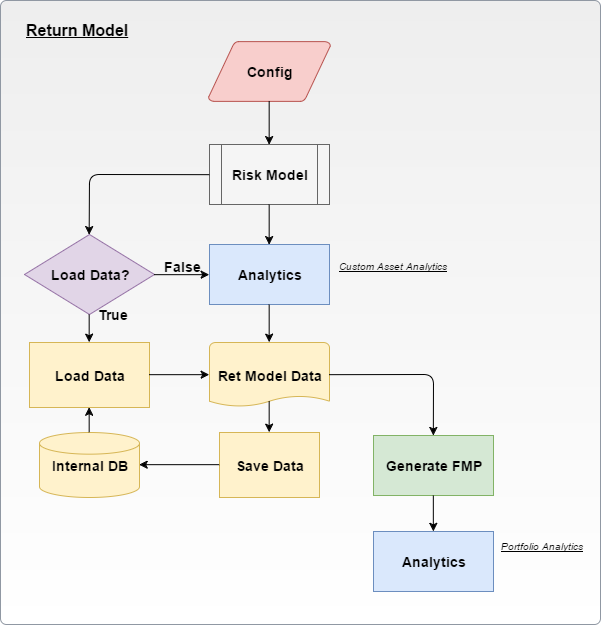 Return Model
Config
Risk Model
Load Data?
False
Analytics
Custom Asset Analytics
True
Load Data
Ret Model Data
Internal DB
Save Data
Generate FMP
Analytics
Portfolio Analytics